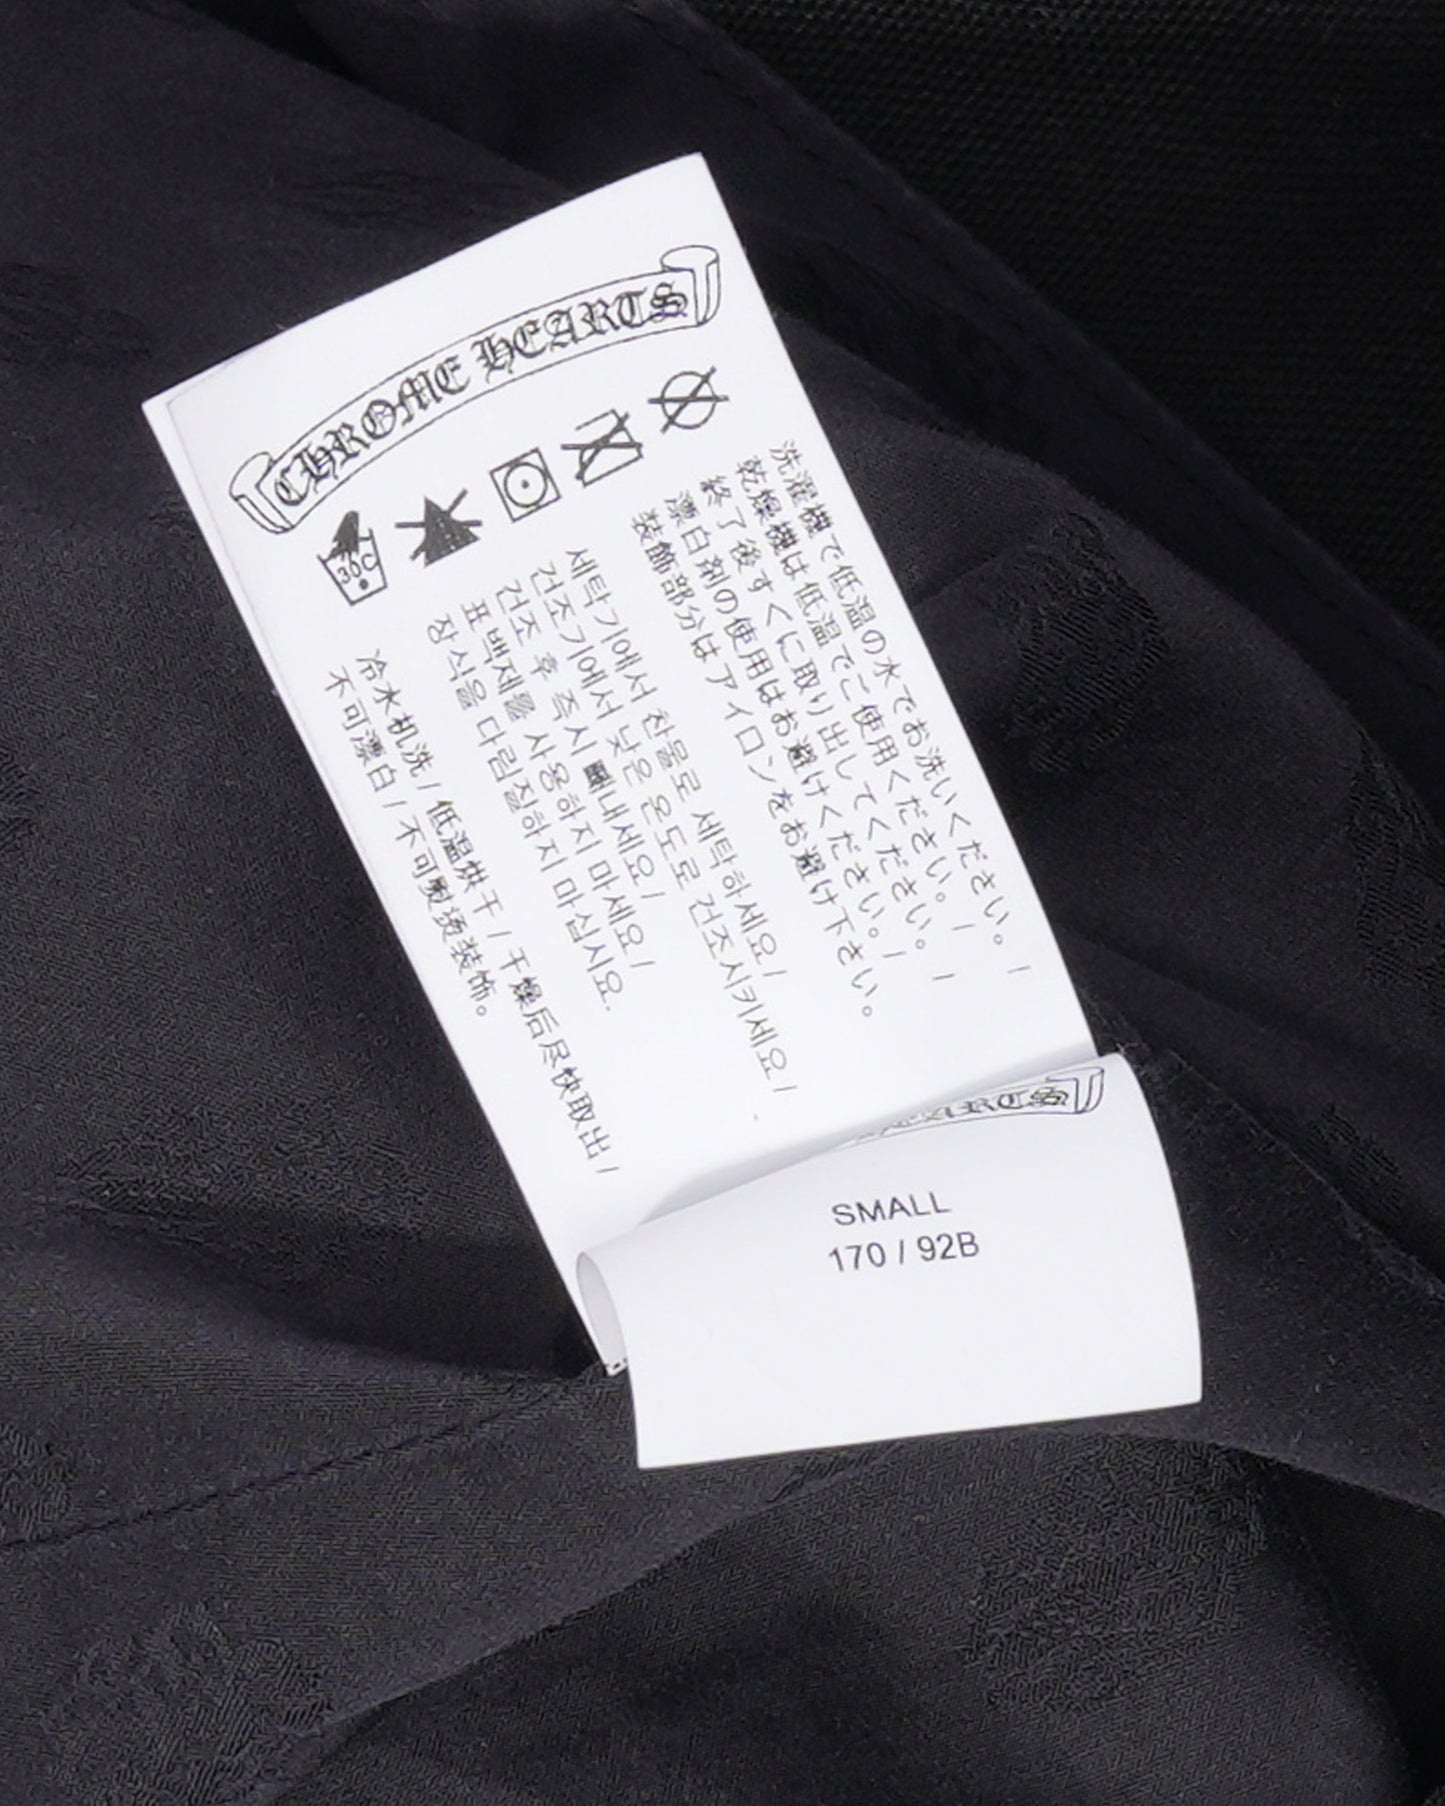 CHROME HEARTS
30C
洗濯機で低温の水でお洗いください。/
乾燥機は低温でご使用ください。/
終了後すぐに取り出してください。
漂白剤の使用はお避けください。/
装飾部分はアイロンをお避け下さい。
세탁기에서 찬물로 세탁하세요/
건조기에서 낮은 온도로 건조시키세요/
건조 후 즉시 빼내세요/
표백제를 사용하지 마세요/
장식을 다림질하지 마십시요.
冷水机洗/低温烘干/干燥后尽快取出/
不可漂白/不可熨烫装饰。
HEARTS
SMALL
170 / 92B